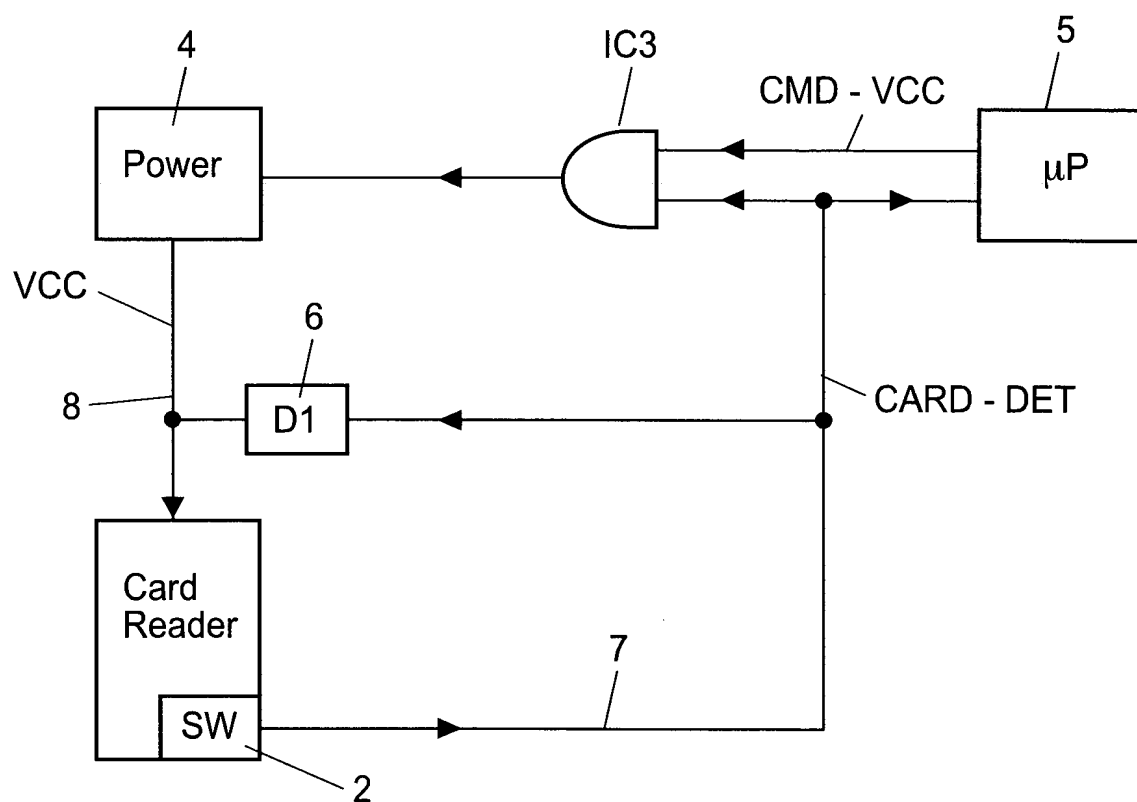 4
IC3
5
CMD - VCC
Power
µP
VCC
6
8
D1
CARD - DET
Card
Reader
7
SW
2